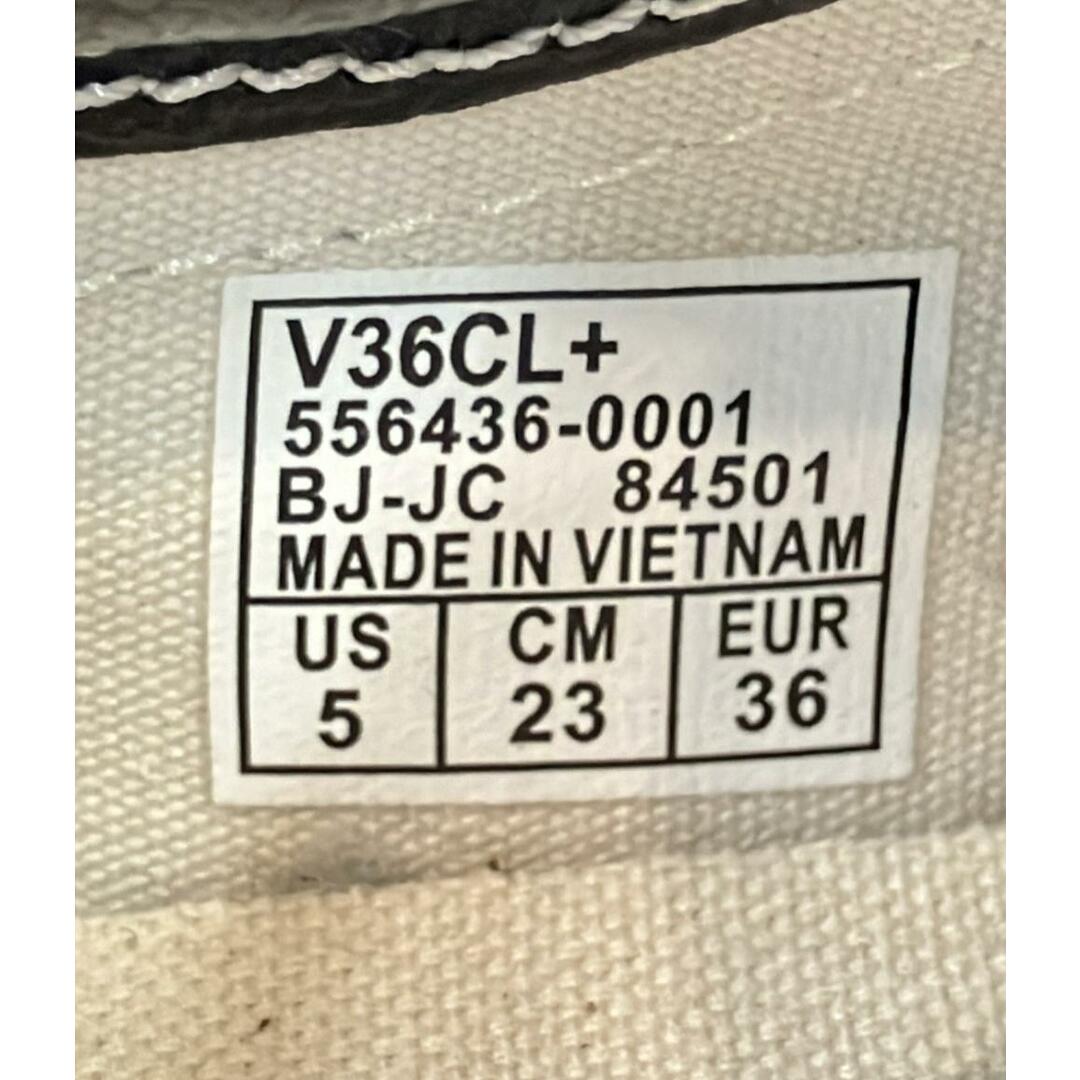 V36CL+
556436-0001
BJ-JC 84501
MADE IN VIETNAM
US CM EUR
5 23 36